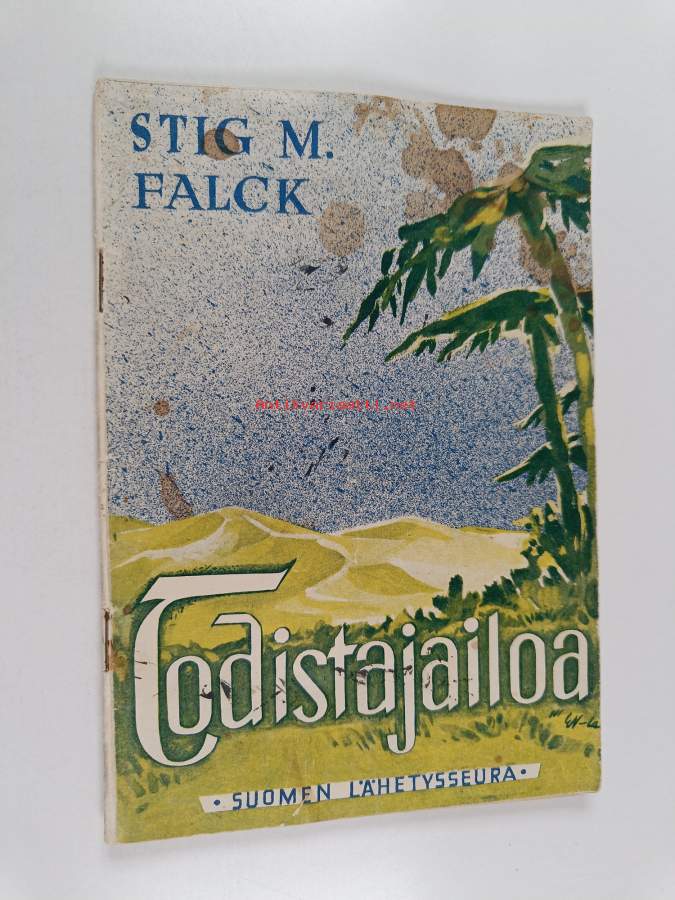 STIG M.
FALCK
Antikvariaatti.net
Todistajailoa
• SUOMEN LÄHETYSSEURA •